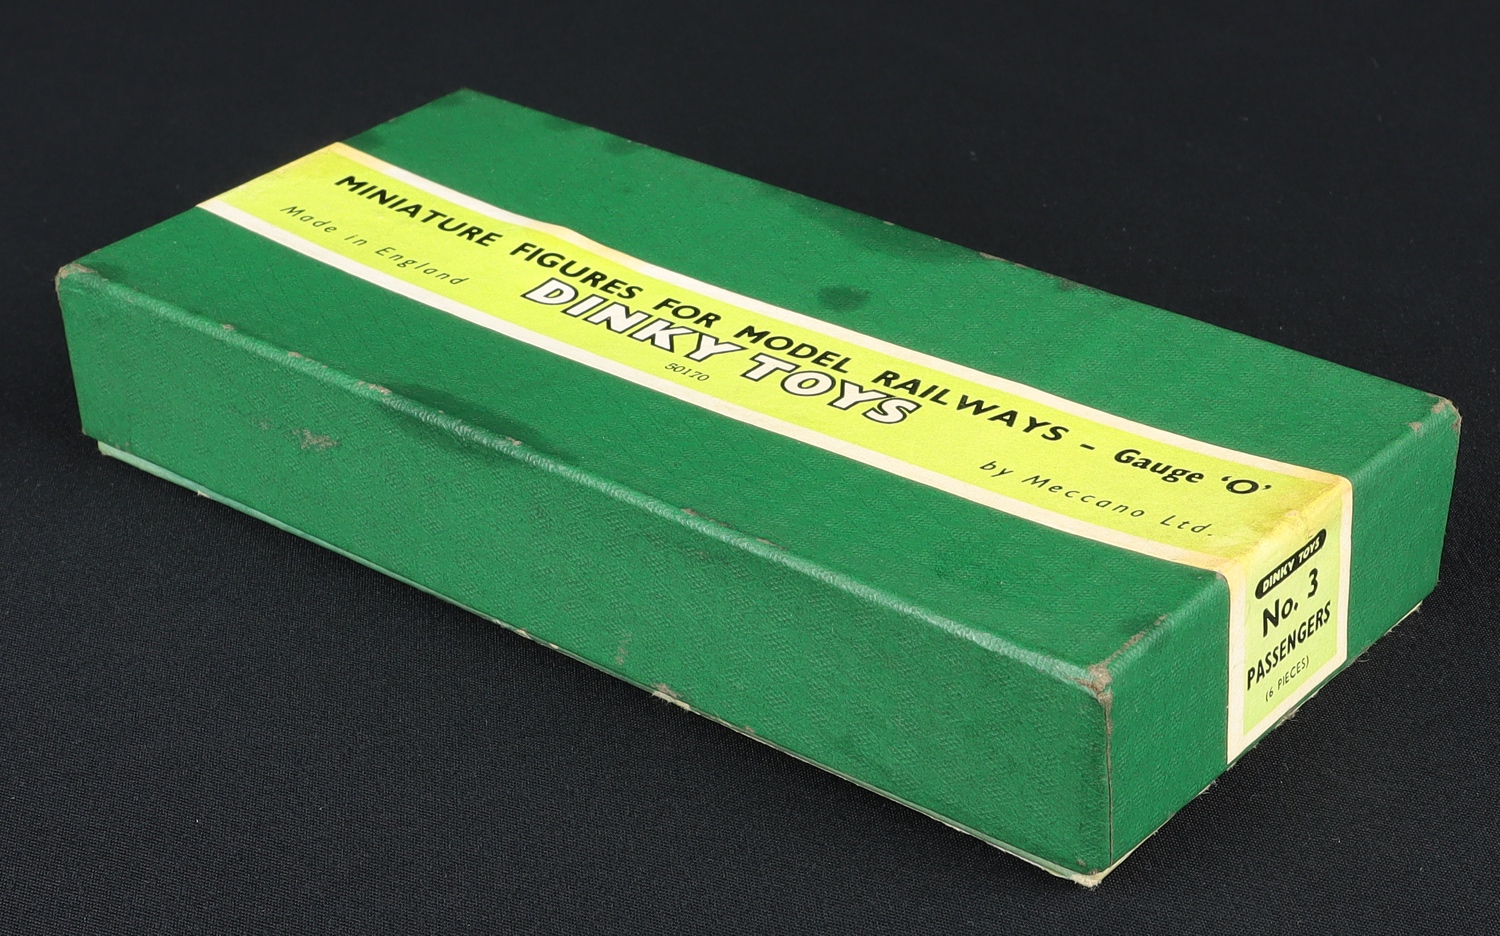 MINIATURE FIGURES FOR MODEL RAILWAYS - Gauge 'O'
Made in England
DINKY TOYS
by Meccano Ltd.
50170
DINKY TOYS
No. 3
PASSENGERS
(6 PIECES)